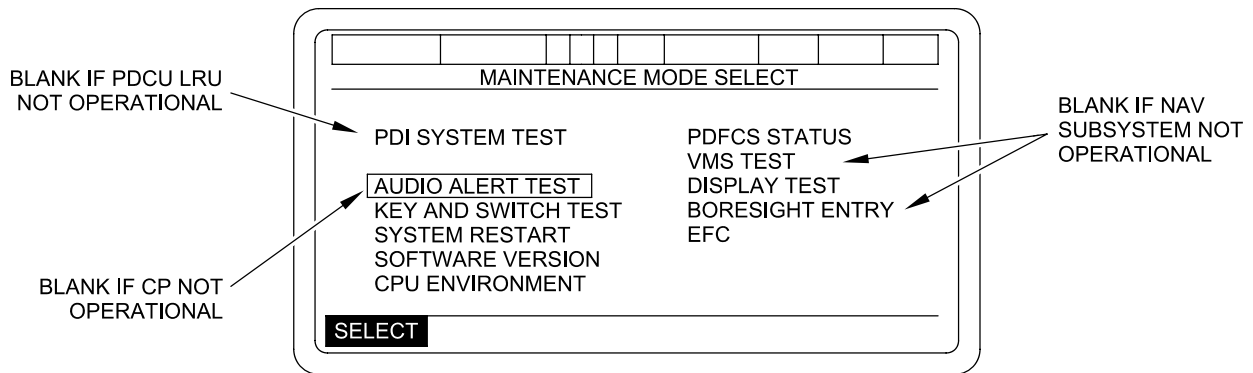 BLANK IF PDCU LRU
NOT OPERATIONAL
MAINTENANCE MODE SELECT
BLANK IF NAV
SUBSYSTEM NOT
OPERATIONAL
PDI SYSTEM TEST
AUDIO ALERT TEST
KEY AND SWITCH TEST
SYSTEM RESTART
SOFTWARE VERSION
CPU ENVIRONMENT
PDFCS STATUS
VMS TEST
DISPLAY TEST
BORESIGHT ENTRY
EFC
BLANK IF CP NOT
OPERATIONAL
SELECT